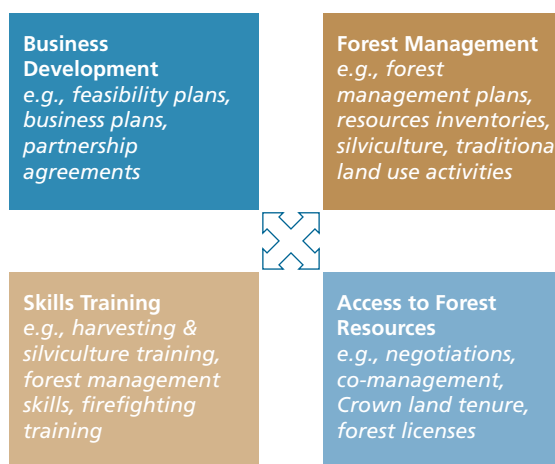 Business
Development
e.g., feasibility plans,
business plans,
partnership
agreements
Forest Management
e.g., forest
management plans,
resources inventories,
silviculture, traditiona
land use activities
Skills Training
e.g., harvesting &
silviculture training,
forest management
skills, firefighting
training
Access to Forest
Resources
e.g., negotiations,
co-management,
Crown land tenure,
forest licenses